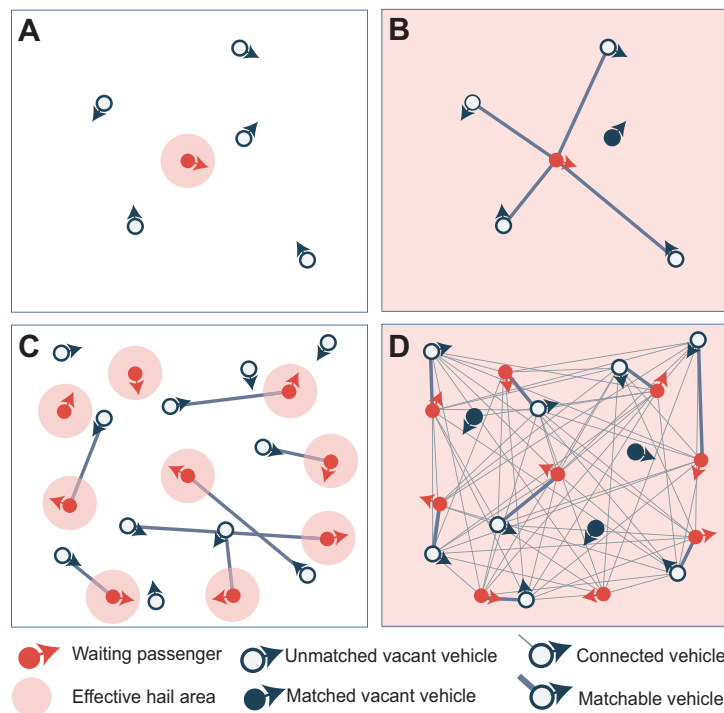 A
B
C
D
Waiting passenger
Unmatched vacant vehicle
Connected vehicle
Effective hail area
Matched vacant vehicle
Matchable vehicle